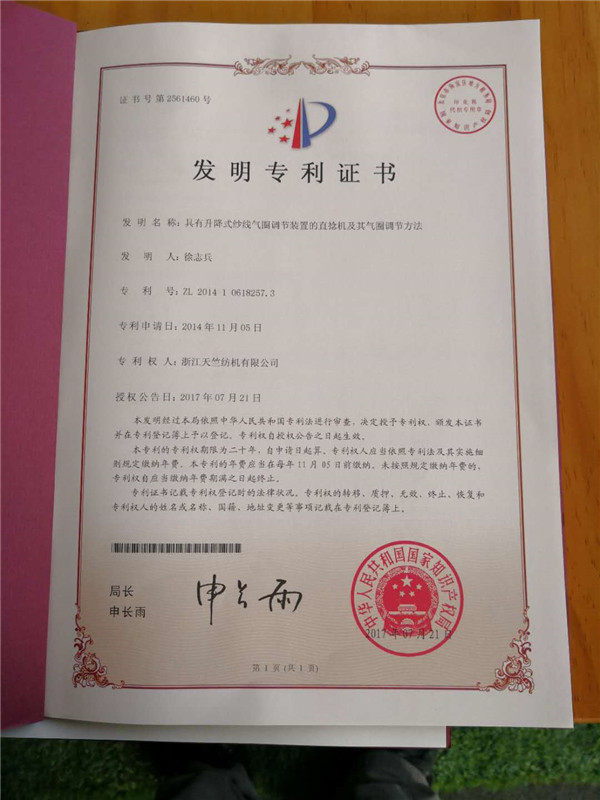 证书号第2561460号
发明专利证书
发明名称：具有升降式纱线气圈调节装置的直捻机及其气圈调节方法
发明人：徐志兵
专利号：ZL 2014 1 0618257.3
专利申请日：2014年11月05日
专利权人：浙江天竺纺机有限公司
授权公告日：2017年07月21日
本发明经过本局依照中华人民共和国专利法进行审查，决定授予专利权，颁发本证书
并在专利登记簿上予以登记。专利权自授权公告之日起生效。
本专利的专利权期限为二十年，自申请日起算。专利权人应当依照专利法及其实施细
则规定缴纳年费。本专利的年费应当在每年11月05日前缴纳。未按照规定缴纳年费的，
专利权自应当缴纳年费期满之日起终止。
专利证书记载专利权登记时的法律状况。专利权的转移、质押、无效、终止、恢复和
专利权人的姓名或名称、国籍、地址变更等事项记载在专利登记簿上。
局长
申长雨
申长雨
中华人民共和国国家知识产权局
2017年07月21日
第1页(共1页)